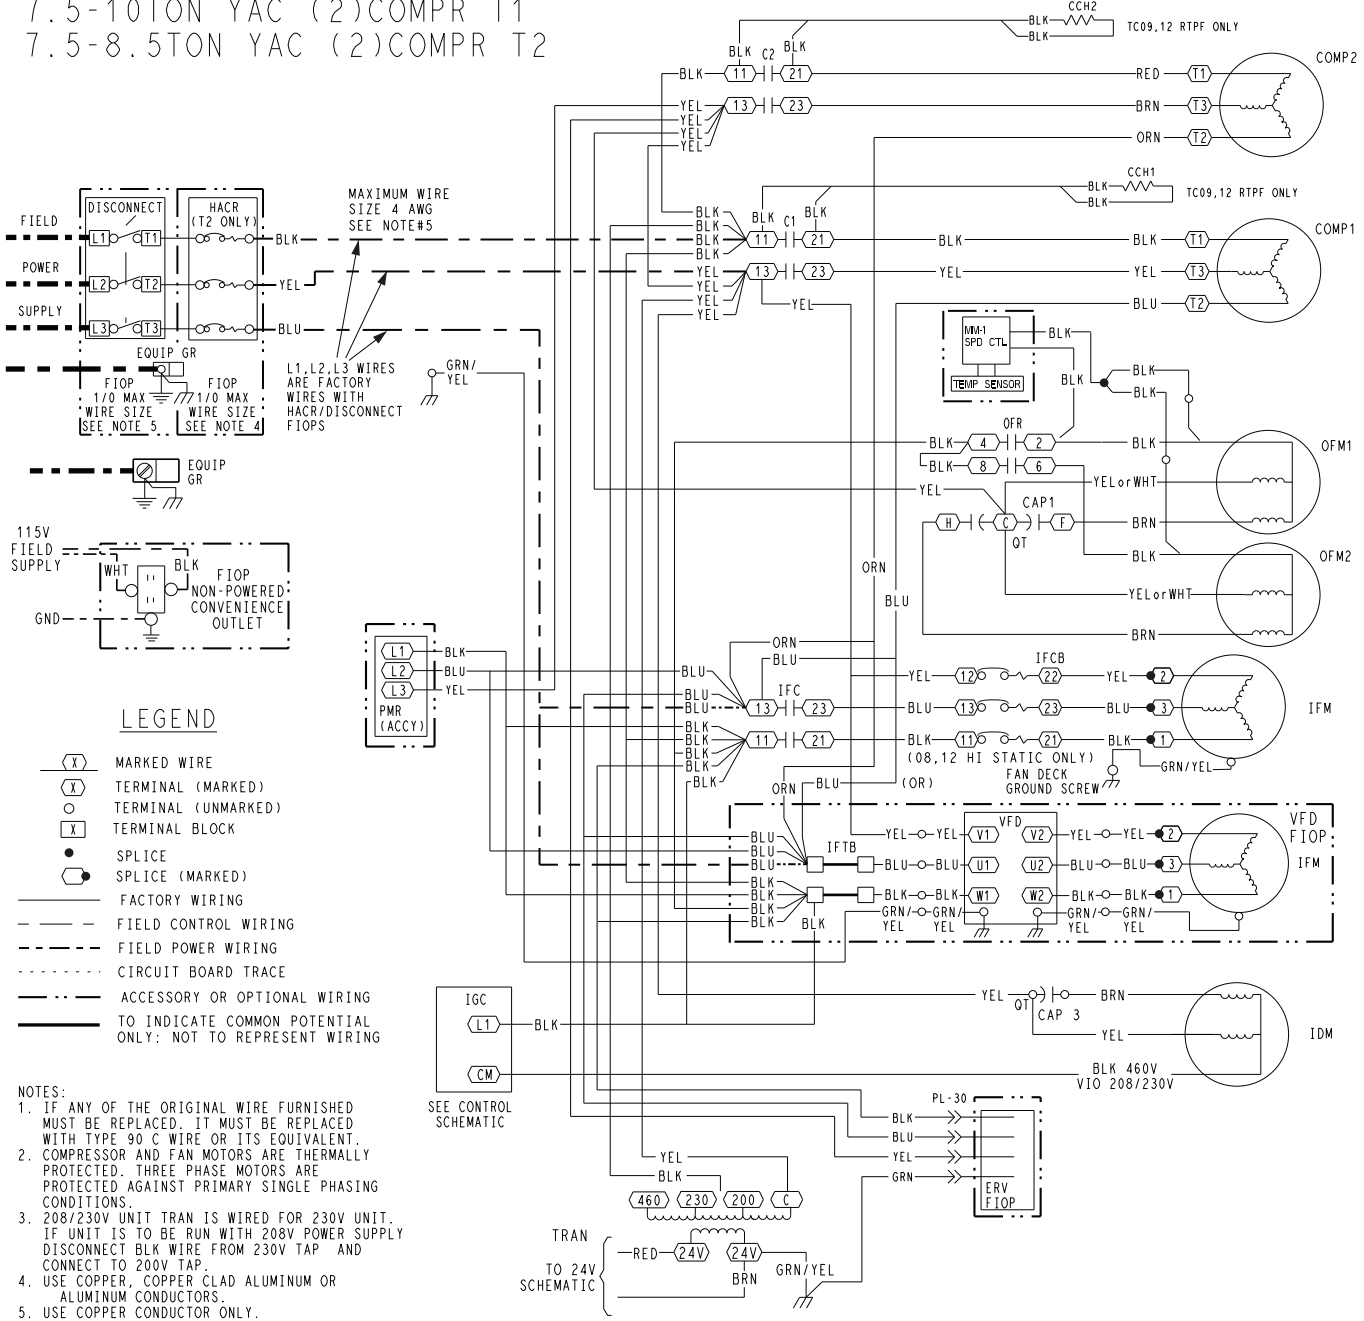 7.5-10TON YAC (2)COMPR T1
7.5-8.5TON YAC (2)COMPR T2
CCH2
BLK
BLK
TC09,12 RTPF ONLY
BLK
C2
BLK
COMP2
BLK
11
21
RED
T1
YEL
13
23
BRN
T3
YEL
YEL
YEL
ORN
T2
CCH1
BLK
BLK
TC09,12 RTPF ONLY
FIELD
POWER
SUPPLY
DISCONNECT
HACR
(T2 ONLY)
L1
T1
BLK
L2
T2
YEL
L3
T3
BLU
EQUIP GR
FIOP
1/0 MAX
WIRE SIZE
SEE NOTE 5
FIOP
1/0 MAX
WIRE SIZE
SEE NOTE 4
MAXIMUM WIRE
SIZE 4 AWG
SEE NOTE#5
L1,L2,L3 WIRES
ARE FACTORY
WIRES WITH
HACR/DISCONNECT
FIOPS
GRN/
YEL
BLK
BLK
BLK
BLK
BLK
C1
BLK
11
21
BLK
BLK
T1
COMP1
YEL
YEL
YEL
YEL
13
23
YEL
YEL
T3
YEL
BLU
T2
MM-1
SPD CTL
TEMP SENSOR
BLK
BLK
BLK
BLK
OFR
BLK
4
2
BLK
OFM1
BLK
8
6
YEL
YELorWHT
CAP1
H
C
F
BRN
QT
BLK
OFM2
YELorWHT
BRN
ORN
BLU
EQUIP
GR
115V
FIELD
SUPPLY
WHT
BLK
FIOP
NON-POWERED
CONVENIENCE
OUTLET
GND
L1
BLK
L2
BLU
L3
YEL
PMR
(ACCY)
ORN
BLU
BLU
BLU
BLU
IFC
13
23
BLK
BLK
BLK
BLK
BLK
11
21
IFCB
YEL
12
22
YEL
2
BLU
13
23
BLU
3
IFM
BLK
11
21
BLK
1
(08,12 HI STATIC ONLY)
FAN DECK
GROUND SCREW
GRN/YEL
ORN
BLU
(OR)
VFD
FIOP
IFM
VFD
BLU
BLU
BLU
IFTB
BLK
BLK
BLK
BLK
BLK
YEL
YEL
V1
V2
YEL
YEL
2
BLU
BLU
U1
U2
BLU
BLU
3
BLK
BLK
W1
W2
BLK
BLK
1
GRN/
YEL
GRN/
YEL
GRN/
YEL
GRN/
YEL
LEGEND
X MARKED WIRE
X TERMINAL (MARKED)
TERMINAL (UNMARKED)
X TERMINAL BLOCK
SPLICE
SPLICE (MARKED)
FACTORY WIRING
FIELD CONTROL WIRING
FIELD POWER WIRING
CIRCUIT BOARD TRACE
ACCESSORY OR OPTIONAL WIRING
TO INDICATE COMMON POTENTIAL
ONLY: NOT TO REPRESENT WIRING
IGC
L1
BLK
CM
SEE CONTROL
SCHEMATIC
YEL
QT
CAP 3
BRN
YEL
IDM
BLK 460V
VIO 208/230V
PL-30
BLK
BLU
YEL
GRN
ERV
FIOP
YEL
BLK
460
230
200
C
TRAN
RED
24V
24V
TO 24V
SCHEMATIC
BRN
GRN/YEL
NOTES:
1. IF ANY OF THE ORIGINAL WIRE FURNISHED
MUST BE REPLACED. IT MUST BE REPLACED
WITH TYPE 90 C WIRE OR ITS EQUIVALENT.
2. COMPRESSOR AND FAN MOTORS ARE THERMALLY
PROTECTED. THREE PHASE MOTORS ARE
PROTECTED AGAINST PRIMARY SINGLE PHASING
CONDITIONS.
3. 208/230V UNIT TRAN IS WIRED FOR 230V UNIT.
IF UNIT IS TO BE RUN WITH 208V POWER SUPPLY
DISCONNECT BLK WIRE FROM 230V TAP AND
CONNECT TO 200V TAP.
4. USE COPPER, COPPER CLAD ALUMINUM OR
ALUMINUM CONDUCTORS.
5. USE COPPER CONDUCTOR ONLY.